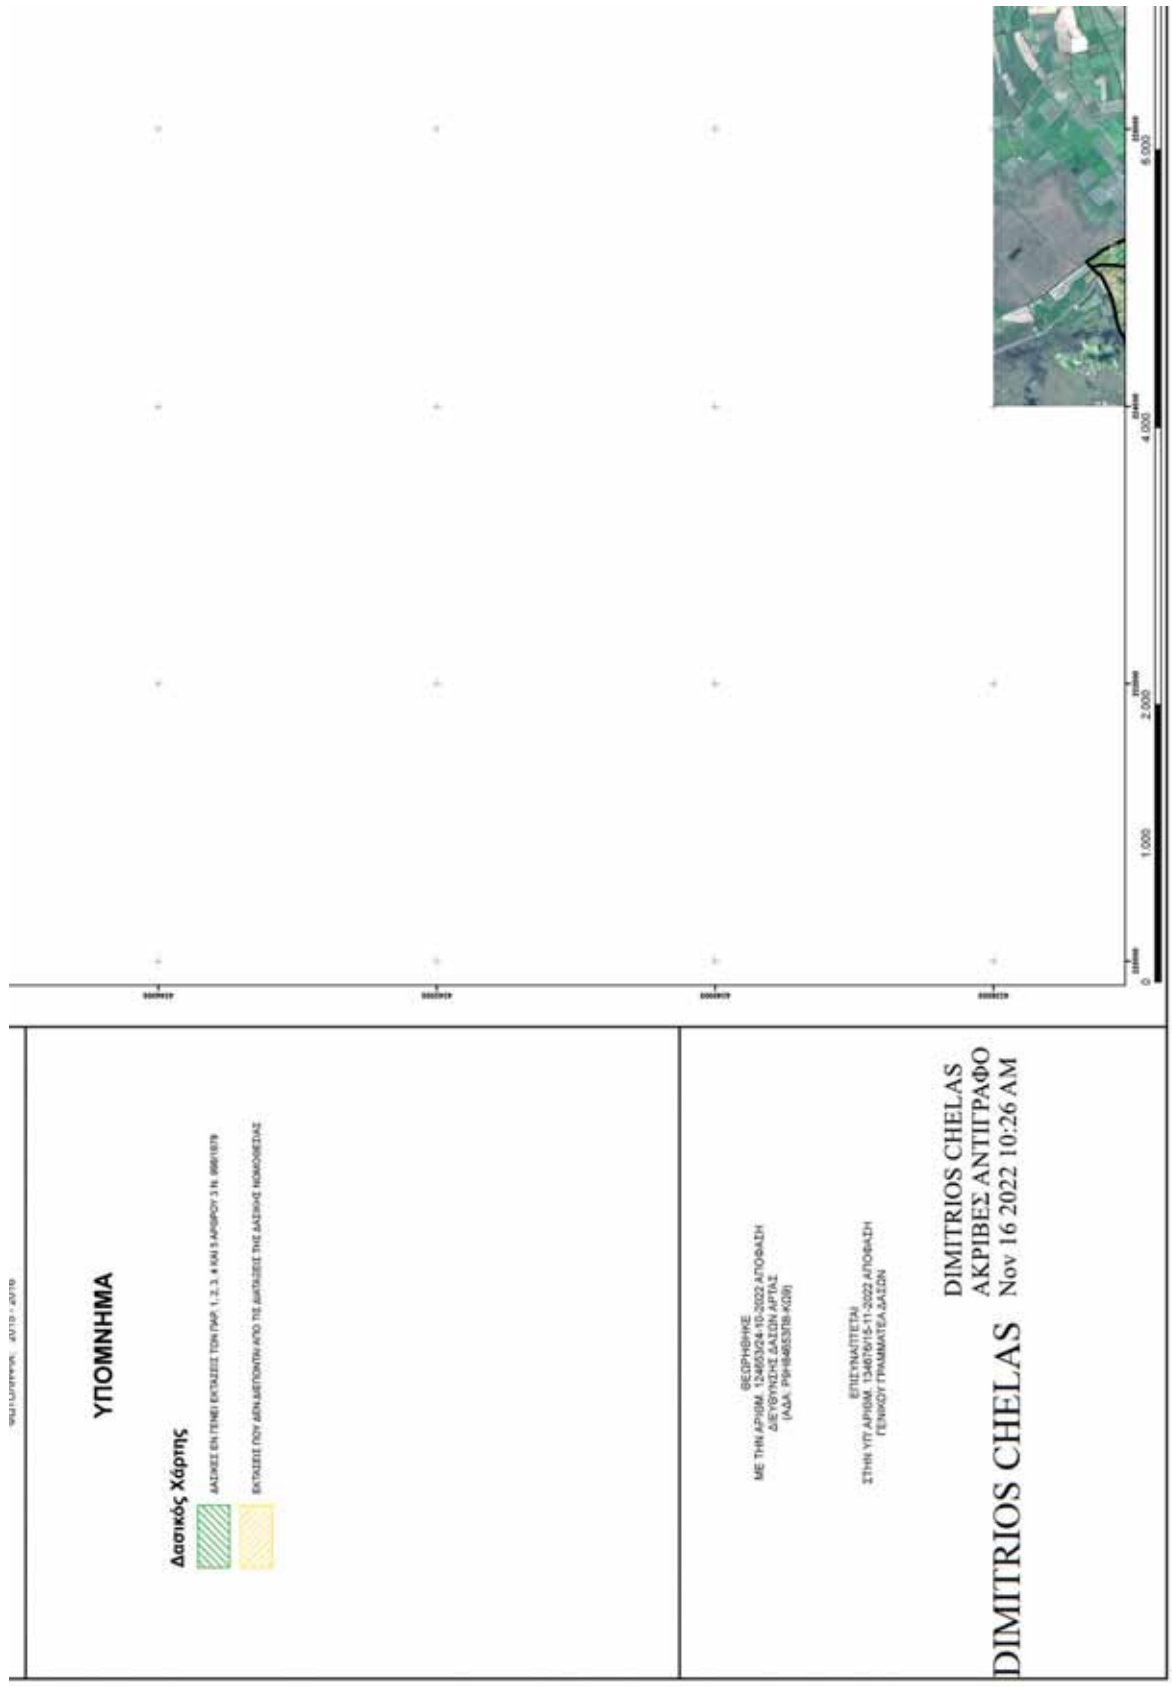 ΥΠΟΜΝΗΜΑ
Δασικός Χάρτης
ΔΑΣΙΚΕΣ ΕΝ ΓΕΝΕΙ ΕΚΤΑΣΕΙΣ ΤΩΝ ΠΑΡ. 1, 2, 3, 4 ΚΑΙ 5 ΑΡΘΡΟΥ 3 Ν. 998/1979
ΕΚΤΑΣΕΙΣ ΠΟΥ ΔΕΝ ΔΙΕΠΟΝΤΑΙ ΑΠΟ ΤΙΣ ΔΙΑΤΑΞΕΙΣ ΤΗΣ ΔΑΣΙΚΗΣ ΝΟΜΟΘΕΣΙΑΣ
ΘΕΩΡΗΘΗΚΕ
ΜΕ ΤΗΝ ΑΡΙΘΜ. 124653/24-10-2022 ΑΠΟΦΑΣΗ
ΔΙΕΥΘΥΝΣΗΣ ΔΑΣΩΝ ΑΡΤΑΣ
ΕΠΙΣΥΝΑΠΤΕΤΑΙ
ΣΤΗΝ ΥΠ' ΑΡΙΘΜ. 134676/15-11-2022 ΑΠΟΦΑΣΗ
ΓΕΝΙΚΟΥ ΓΡΑΜΜΑΤΕΑ ΔΑΣΩΝ
DIMITRIOS CHELAS
DIMITRIOS CHELAS
ΑΚΡΙΒΕΣ ΑΝΤΙΓΡΑΦΟ
Nov 16 2022 10:26 AM
0 1.000 2.000 4.000 6.000